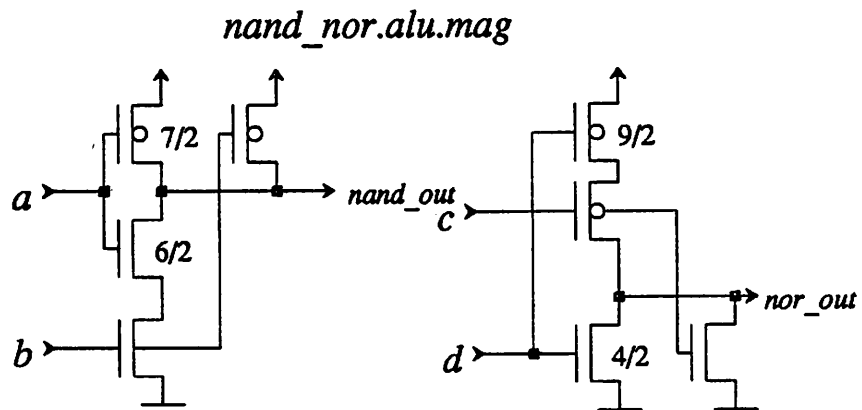 nand_nor.alu.mag
7/2
9/2
a
nand_out
c
6/2
nor_out
b
d
4/2